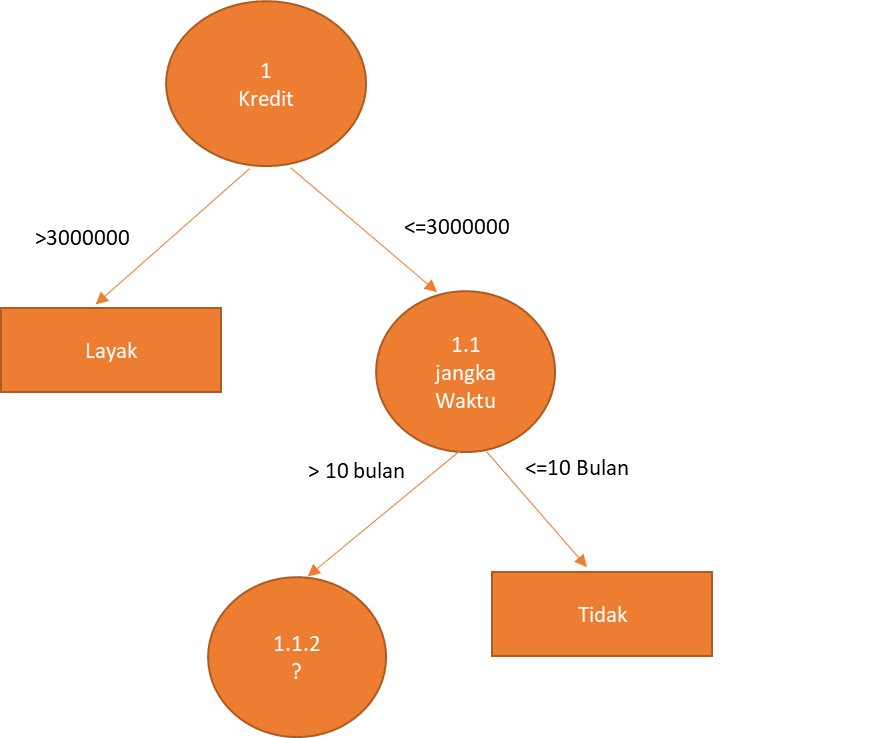 1
Kredit
>3000000
<=3000000
Layak
1.1
jangka
Waktu
> 10 bulan
<=10 Bulan
1.1.2
?
Tidak